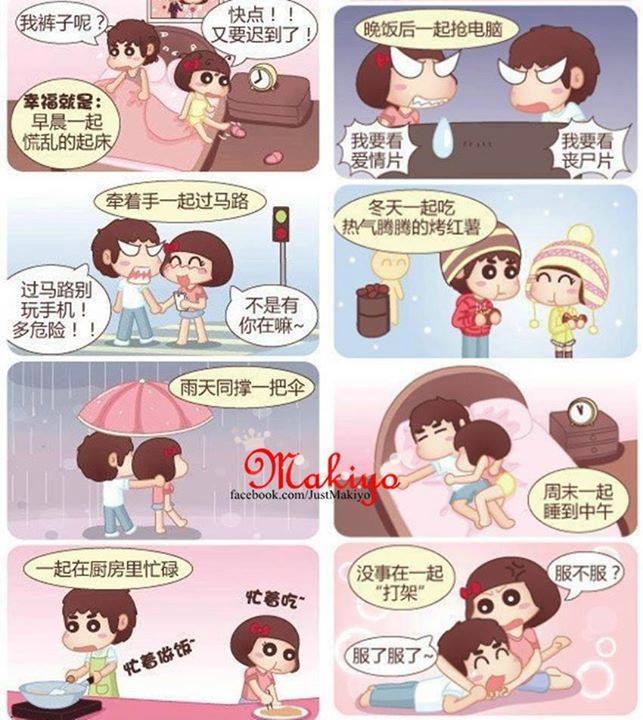 我裤子呢？
快点！！
又要迟到了！
幸福就是：
早晨一起
慌乱的起床
晚饭后一起抢电脑
我要看
爱情片
我要看
丧尸片
牵着手一起过马路
过马路别
玩手机！
多危险！！
不是有
你在嘛~
冬天一起吃
热气腾腾的烤红薯
雨天同撑一把伞
Makiyo
facebook.com/JustMakiyo
周末一起
睡到中午
一起在厨房里忙碌
忙着做饭~
忙着吃~
没事在一起
“打架”
服不服？
服了服了~